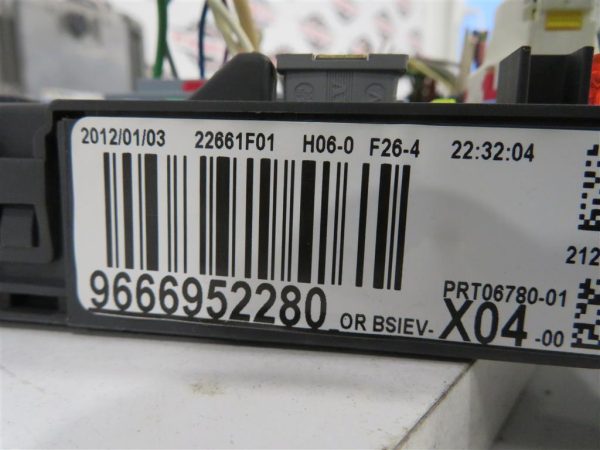 2012/01/03 22661F01 H06-0 F26-4 22:32:04
212
PRT06780-01
9666952280 OR BSIEV- X04 -00